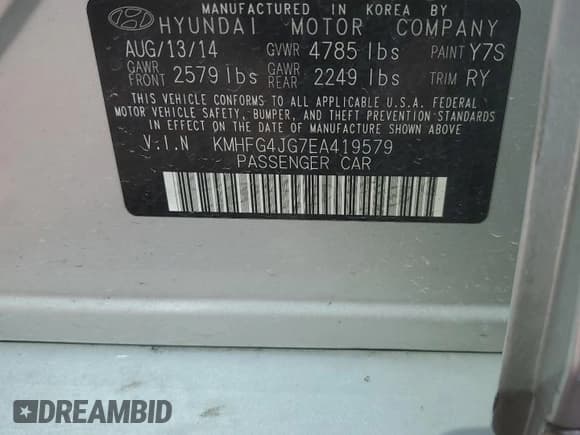 MANUFACTURED IN KOREA BY
HYUNDAI MOTOR COMPANY
AUG/13/14 GVWR 4785 lbs PAINT Y7S
GAWR FRONT 2579 lbs GAWR REAR 2249 lbs TRIM RY
THIS VEHICLE CONFORMS TO ALL APPLICABLE U.S.A. FEDERAL
MOTOR VEHICLE SAFETY, BUMPER, AND THEFT PREVENTION
STANDARDS IN EFFECT ON THE DATE OF MANUFACTURE SHOWN ABOVE
V.I.N KMHFG4JG7EA419579
PASSENGER CAR
DREAMBID